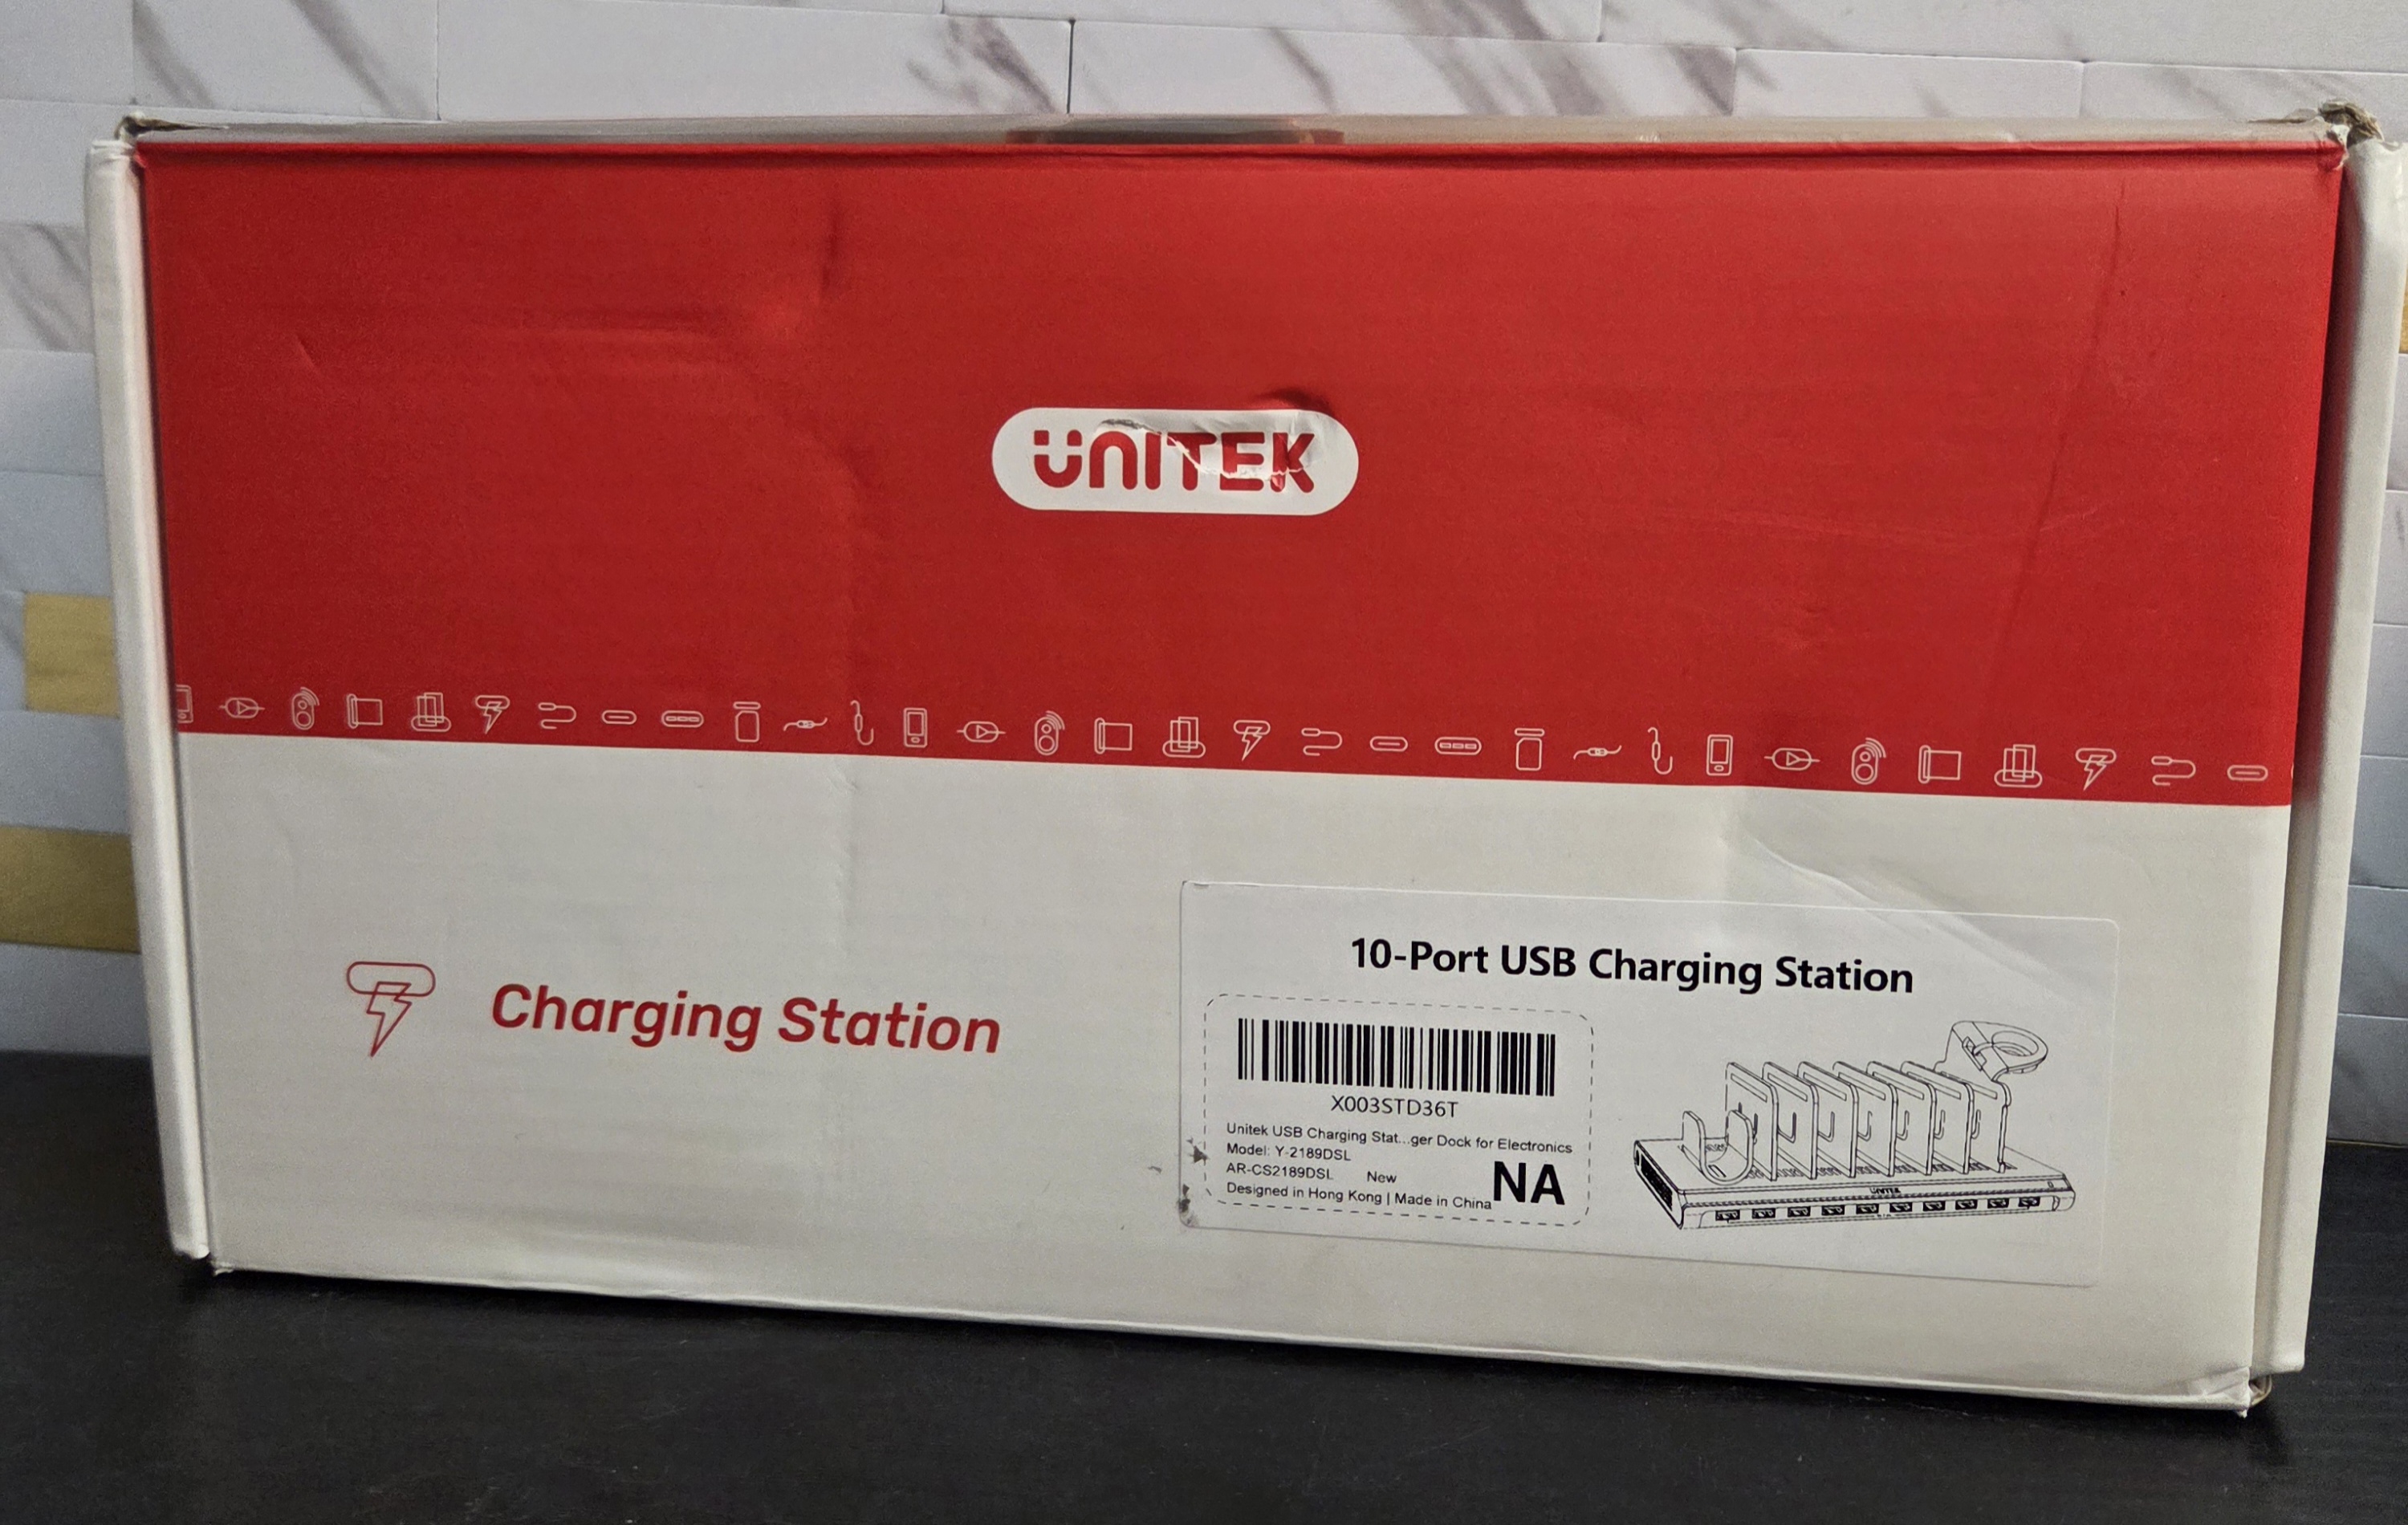 UNITEK
Charging Station
10-Port USB Charging Station
X003STD36T
Unitek USB Charging Stat...ger Dock for Electronics
Model: Y-2189DSL
AR-CS2189DSL New
Designed in Hong Kong | Made in China
NA
UNITEK